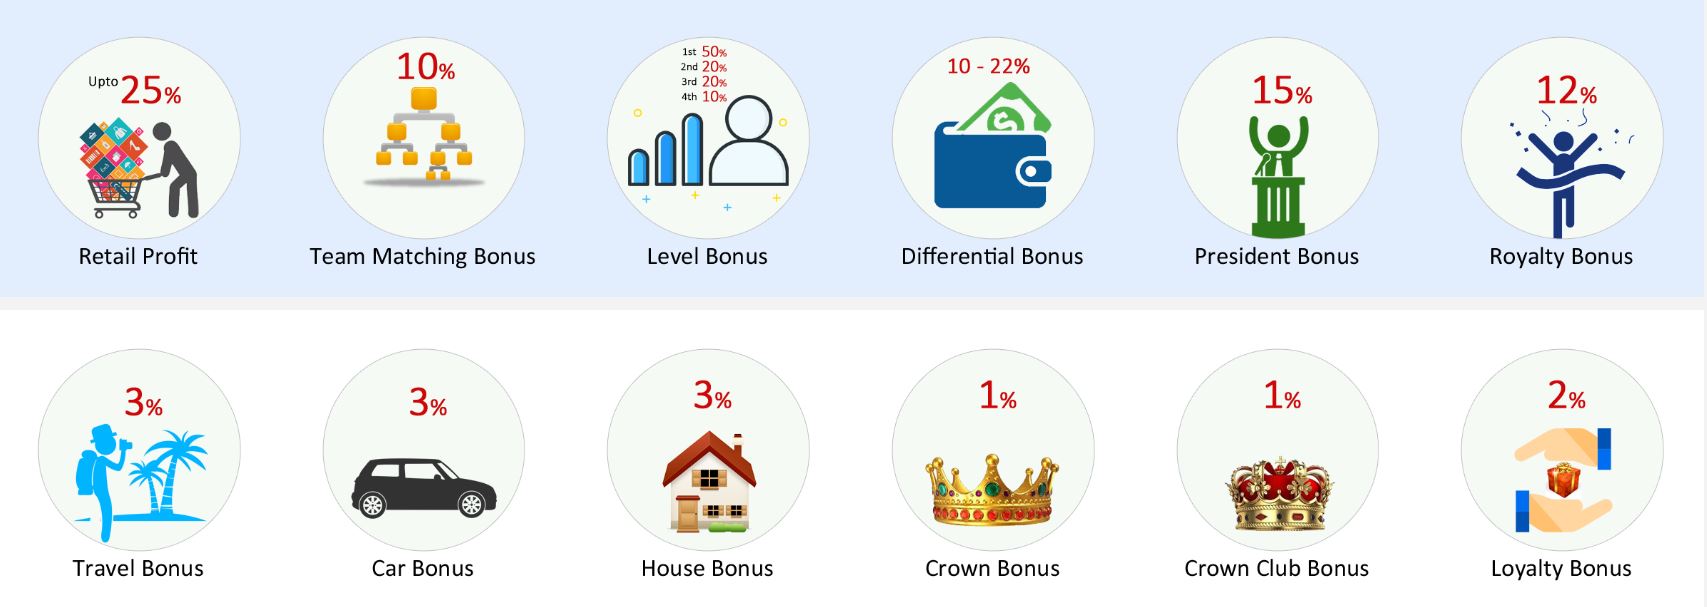 Upto 25%
Retail Profit
10%
Team Matching Bonus
1st 50%
2nd 20%
3rd 20%
4th 10%
Level Bonus
10 - 22%
Differential Bonus
15%
President Bonus
12%
Royalty Bonus
3%
Travel Bonus
3%
Car Bonus
3%
House Bonus
1%
Crown Bonus
1%
Crown Club Bonus
2%
Loyalty Bonus